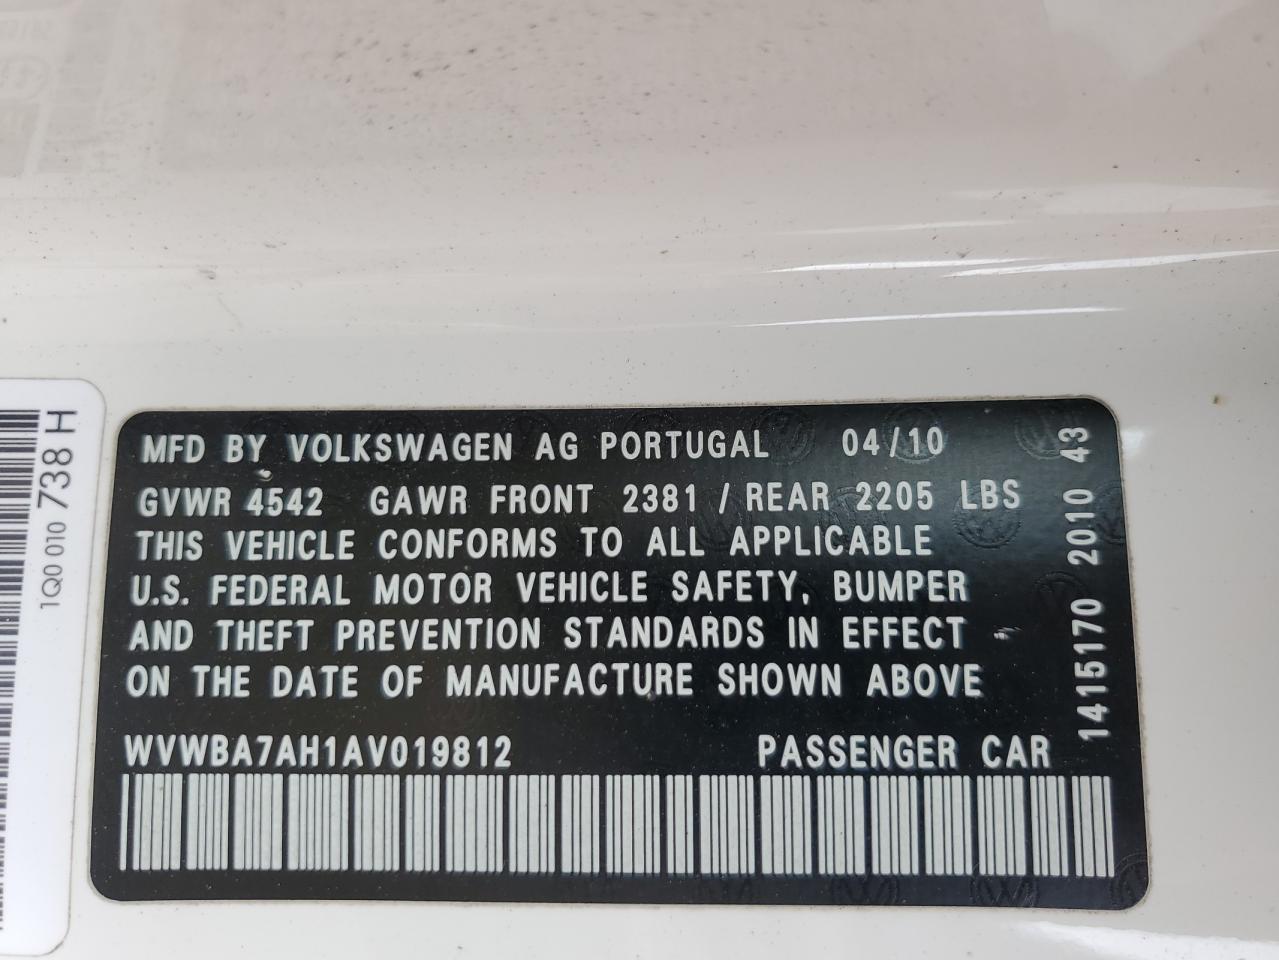 MFD BY VOLKSWAGEN AG PORTUGAL 04/10
GVWR 4542 GAWR FRONT 2381 / REAR 2205 LBS
THIS VEHICLE CONFORMS TO ALL APPLICABLE
U.S. FEDERAL MOTOR VEHICLE SAFETY, BUMPER
AND THEFT PREVENTION STANDARDS IN EFFECT
ON THE DATE OF MANUFACTURE SHOWN ABOVE
WVWBA7AH1AV019812 PASSENGER CAR
1415170 2010 43
1Q0 010 738 H